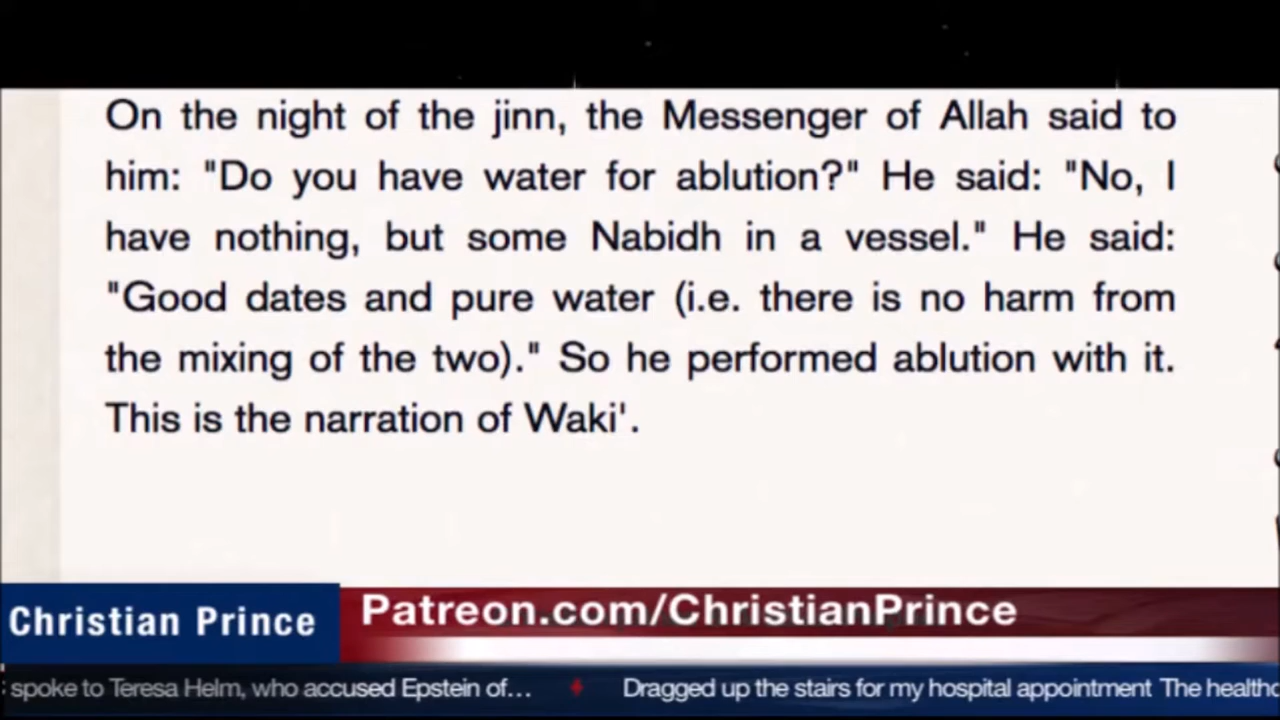 On the night of the jinn, the Messenger of Allah said to
him: "Do you have water for ablution?" He said: "No, I
have nothing, but some Nabidh in a vessel." He said:
"Good dates and pure water (i.e. there is no harm from
the mixing of the two)." So he performed ablution with it.
This is the narration of Waki'.
Christian Prince
Patreon.com/ChristianPrince
spoke to Teresa Helm, who accused Epstein of... Dragged up the stairs for my hospital appointment The